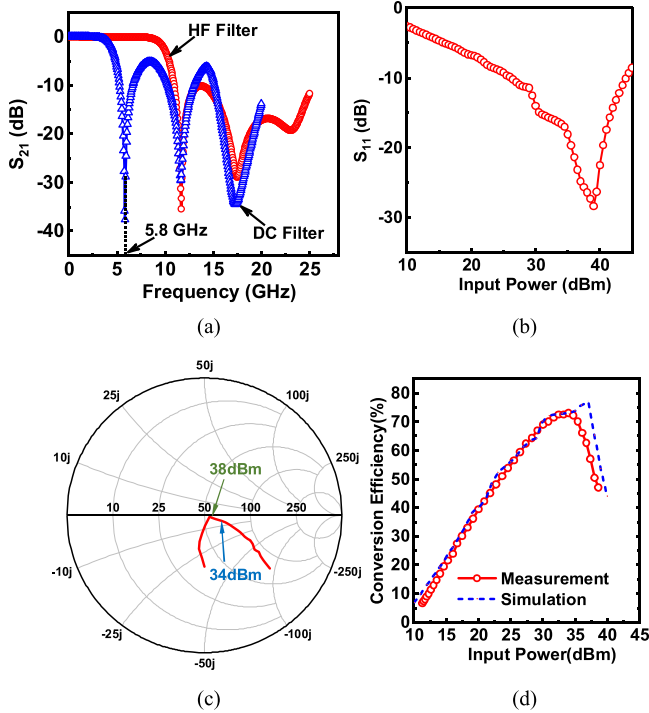 0
-10
-20
-30
-40
S21 (dB)
HF Filter
DC Filter
5.8 GHz
0 5 10 15 20 25
Frequency (GHz)
(a)
0
-10
-20
-30
S11 (dB)
10 20 30 40
Input Power (dBm)
(b)
50j
25j 100j
10j 250j
10 25 50 100 250
38dBm
34dBm
-10j -250j
-25j -100j
-50j
(c)
80
70
60
50
40
30
20
10
0
Conversion Efficiency(%)
Measurement
Simulation
10 15 20 25 30 35 40 45
Input Power(dBm)
(d)